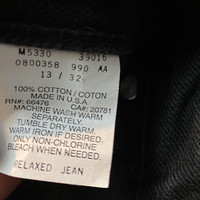 M5330 39016
0800358 990 AA
13 / 32
100% COTTON / COTON
MADE IN U.S.A.
RN#: 66476 CA#: 20781
MACHINE WASH WARM
SEPARATELY.
TUMBLE DRY WARM
WARM IRON IF DESIRED.
ONLY NON-CHLORINE
BLEACH WHEN NEEDED.
RELAXED JEAN